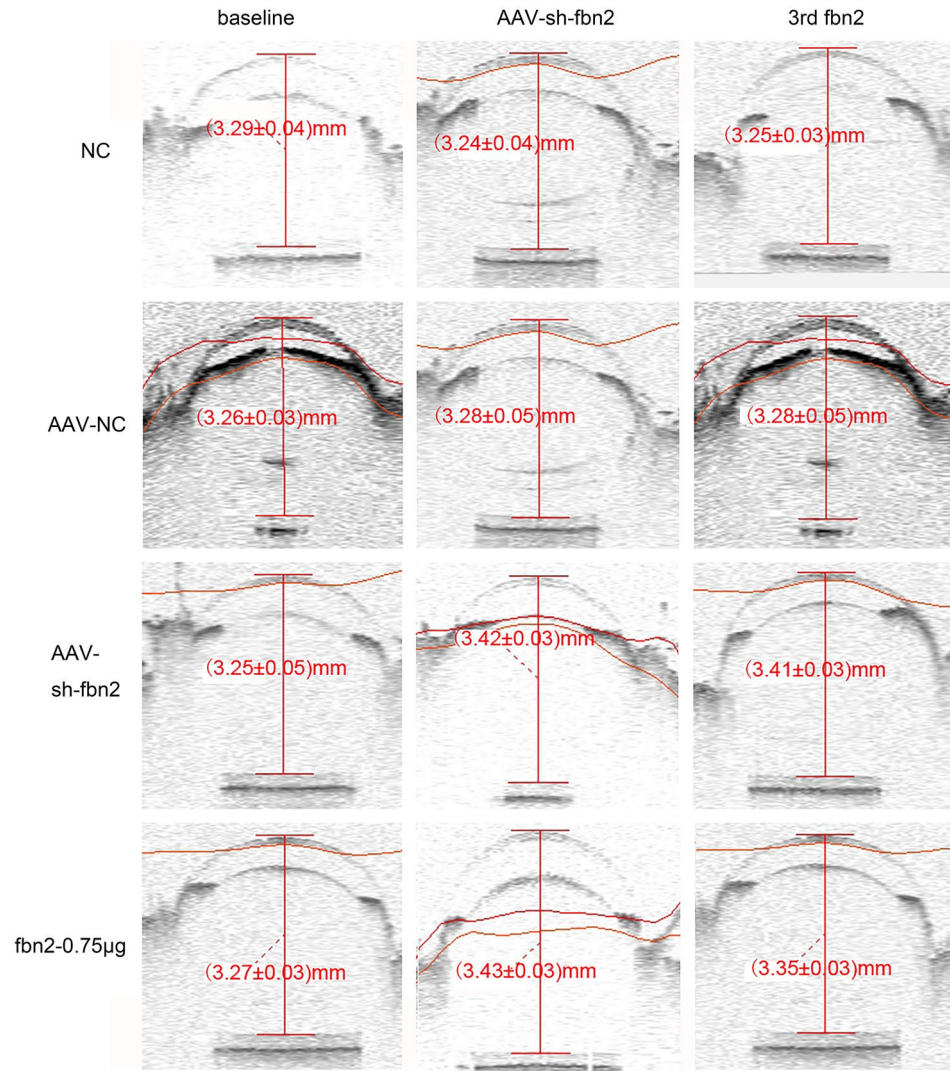 baseline AAV-sh-fbn2 3rd fbn2
NC
(3.29±0.04)mm (3.24±0.04)mm (3.25±0.03)mm
AAV-NC
(3.26±0.03)mm (3.28±0.05)mm (3.28±0.05)mm
AAV-
sh-fbn2
(3.25±0.05)mm (3.42±0.03)mm (3.41±0.03)mm
fbn2-0.75μg
(3.27±0.03)mm (3.43±0.03)mm (3.35±0.03)mm